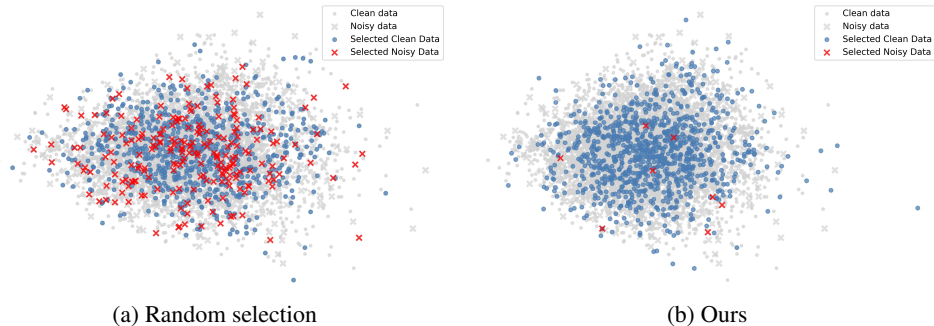 Clean data
Noisy data
Selected Clean Data
Selected Noisy Data
Clean data
Noisy data
Selected Clean Data
Selected Noisy Data
(a) Random selection
(b) Ours